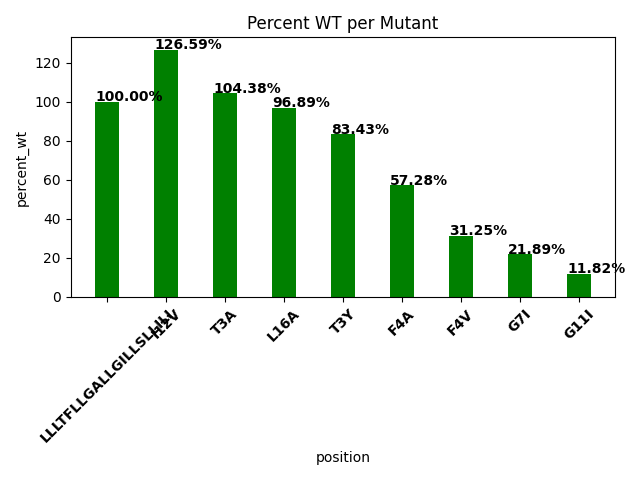 Percent WT per Mutant
percent_wt
120
100
80
60
40
20
0
100.00%
126.59%
104.38%
96.89%
83.43%
57.28%
31.25%
21.89%
11.82%
I12V
T3A
L16A
T3Y
F4A
F4V
G7I
G11I
position